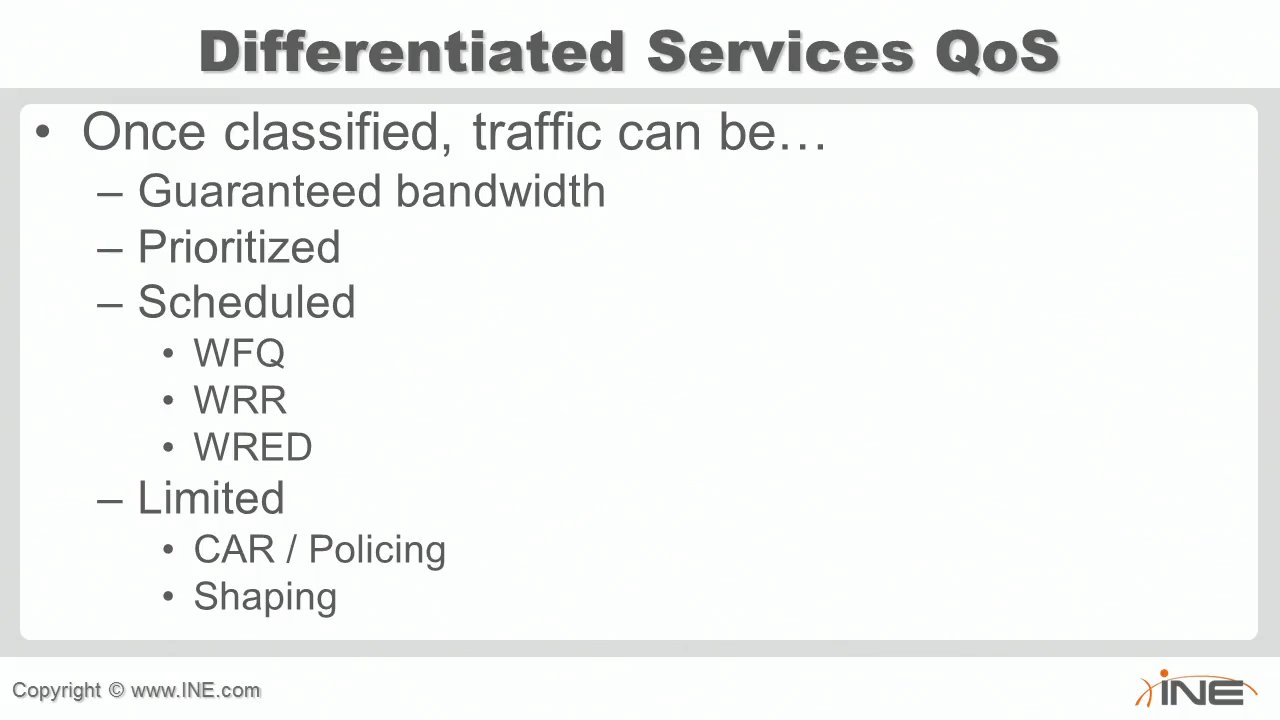 Differentiated Services QoS
• Once classified, traffic can be…
– Guaranteed bandwidth
– Prioritized
– Scheduled
• WFQ
• WRR
• WRED
– Limited
• CAR / Policing
• Shaping
Copyright © www.INE.com
INE